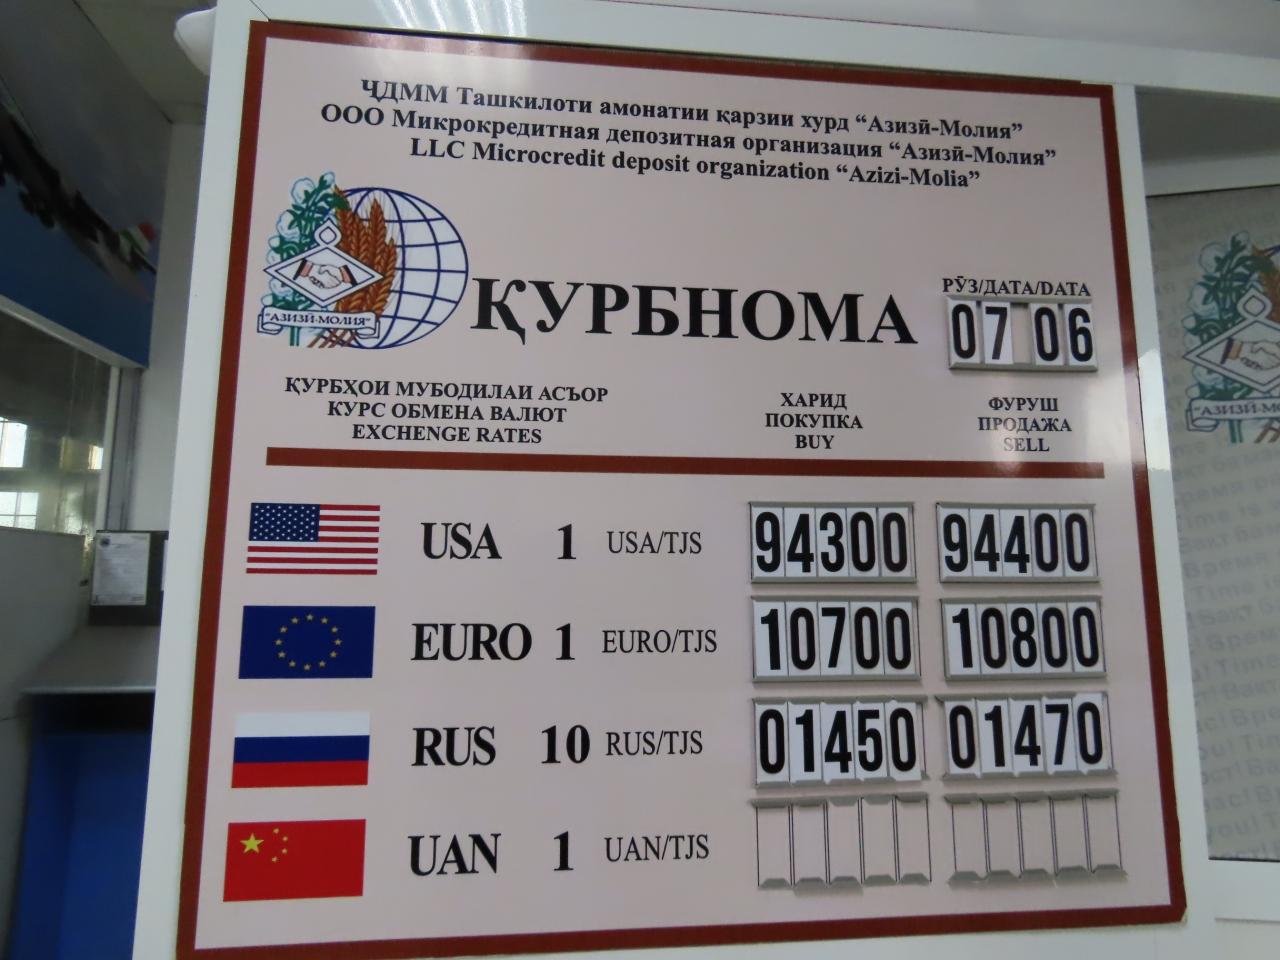 ҶДММ Ташкилоти амонатии қарзии хурд “Азизӣ-Молия”
ООО Микрокредитная депозитная организация “Азизӣ-Молия”
LLC Microcredit deposit organization “Azizi-Molia”
"АЗИЗӢ-МОЛИЯ"
ҚУРБНОМА
РӮЗ/ДАТА/DATA
07 06
ҚУРБҲОИ МУБОДИЛАИ АСЪОР
КУРС ОБМЕНА ВАЛЮТ
EXCHENGE RATES
ХАРИД
ПОКУПКА
BUY
ФУРУШ
ПРОДАЖА
SELL
USA 1 USA/TJS 94300 94400
EURO 1 EURO/TJS 10700 10800
RUS 10 RUS/TJS 01450 01470
UAN 1 UAN/TJS